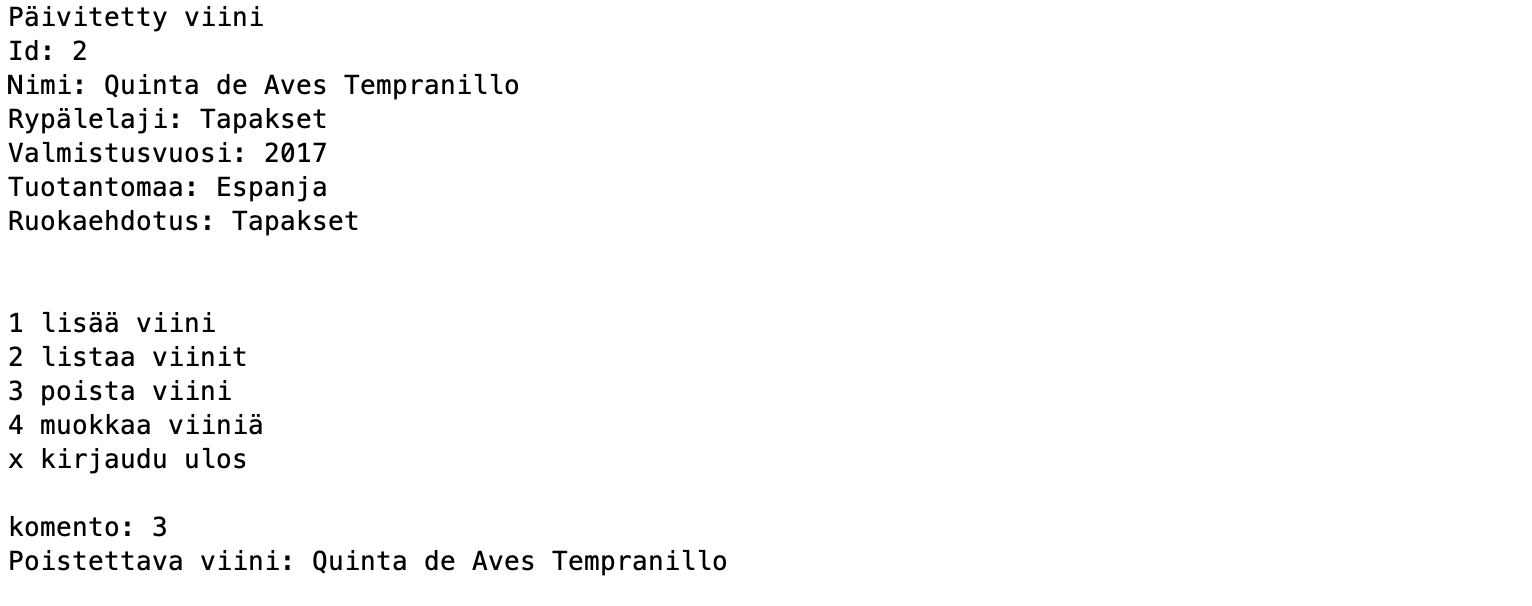 Päivitetty viini
Id: 2
Nimi: Quinta de Aves Tempranillo
Rypälelaji: Tapakset
Valmistusvuosi: 2017
Tuotantomaa: Espanja
Ruokaehdotus: Tapakset
1 lisää viini
2 listaa viinit
3 poista viini
4 muokkaa viiniä
x kirjaudu ulos
komento: 3
Poistettava viini: Quinta de Aves Tempranillo